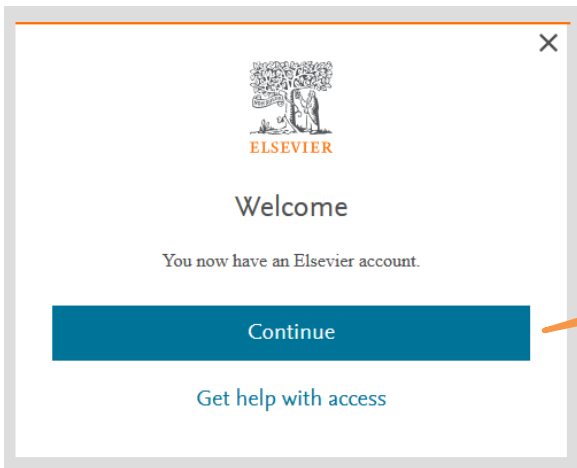 ELSEVIER
Welcome
You now have an Elsevier account.
Continue
Get help with access